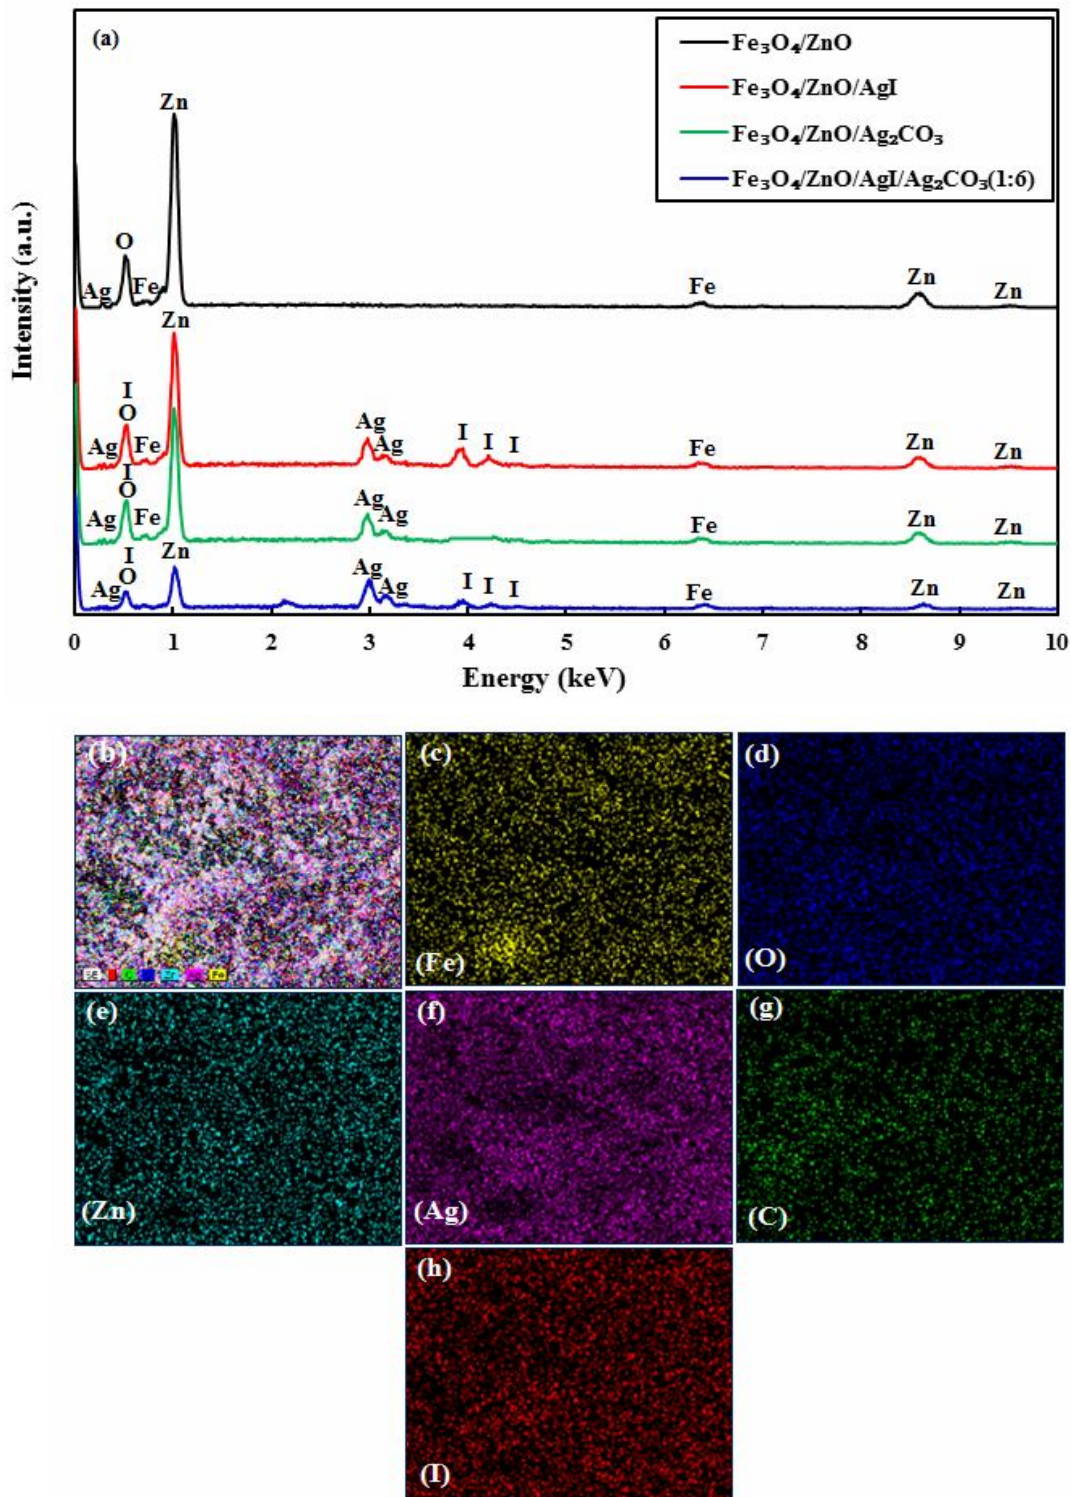 (a)
Fe₃O₄/ZnO
Fe₃O₄/ZnO/AgI
Fe₃O₄/ZnO/Ag₂CO₃
Fe₃O₄/ZnO/AgI/Ag₂CO₃(1:6)
Intensity (a.u.)
Zn
O
Ag Fe Fe Zn Zn
Zn
I
O
Ag Fe Ag Ag I I I Fe Zn Zn
I
O
Ag Fe Ag Ag Fe Zn Zn
I Zn
O
Ag Ag Ag I I I Fe Zn Zn
0 1 2 3 4 5 6 7 8 9 10
Energy (keV)
(b) (c) (d)
SE Fe
(Fe) (O)
(e) (f) (g)
(Zn) (Ag) (C)
(h)
(I)